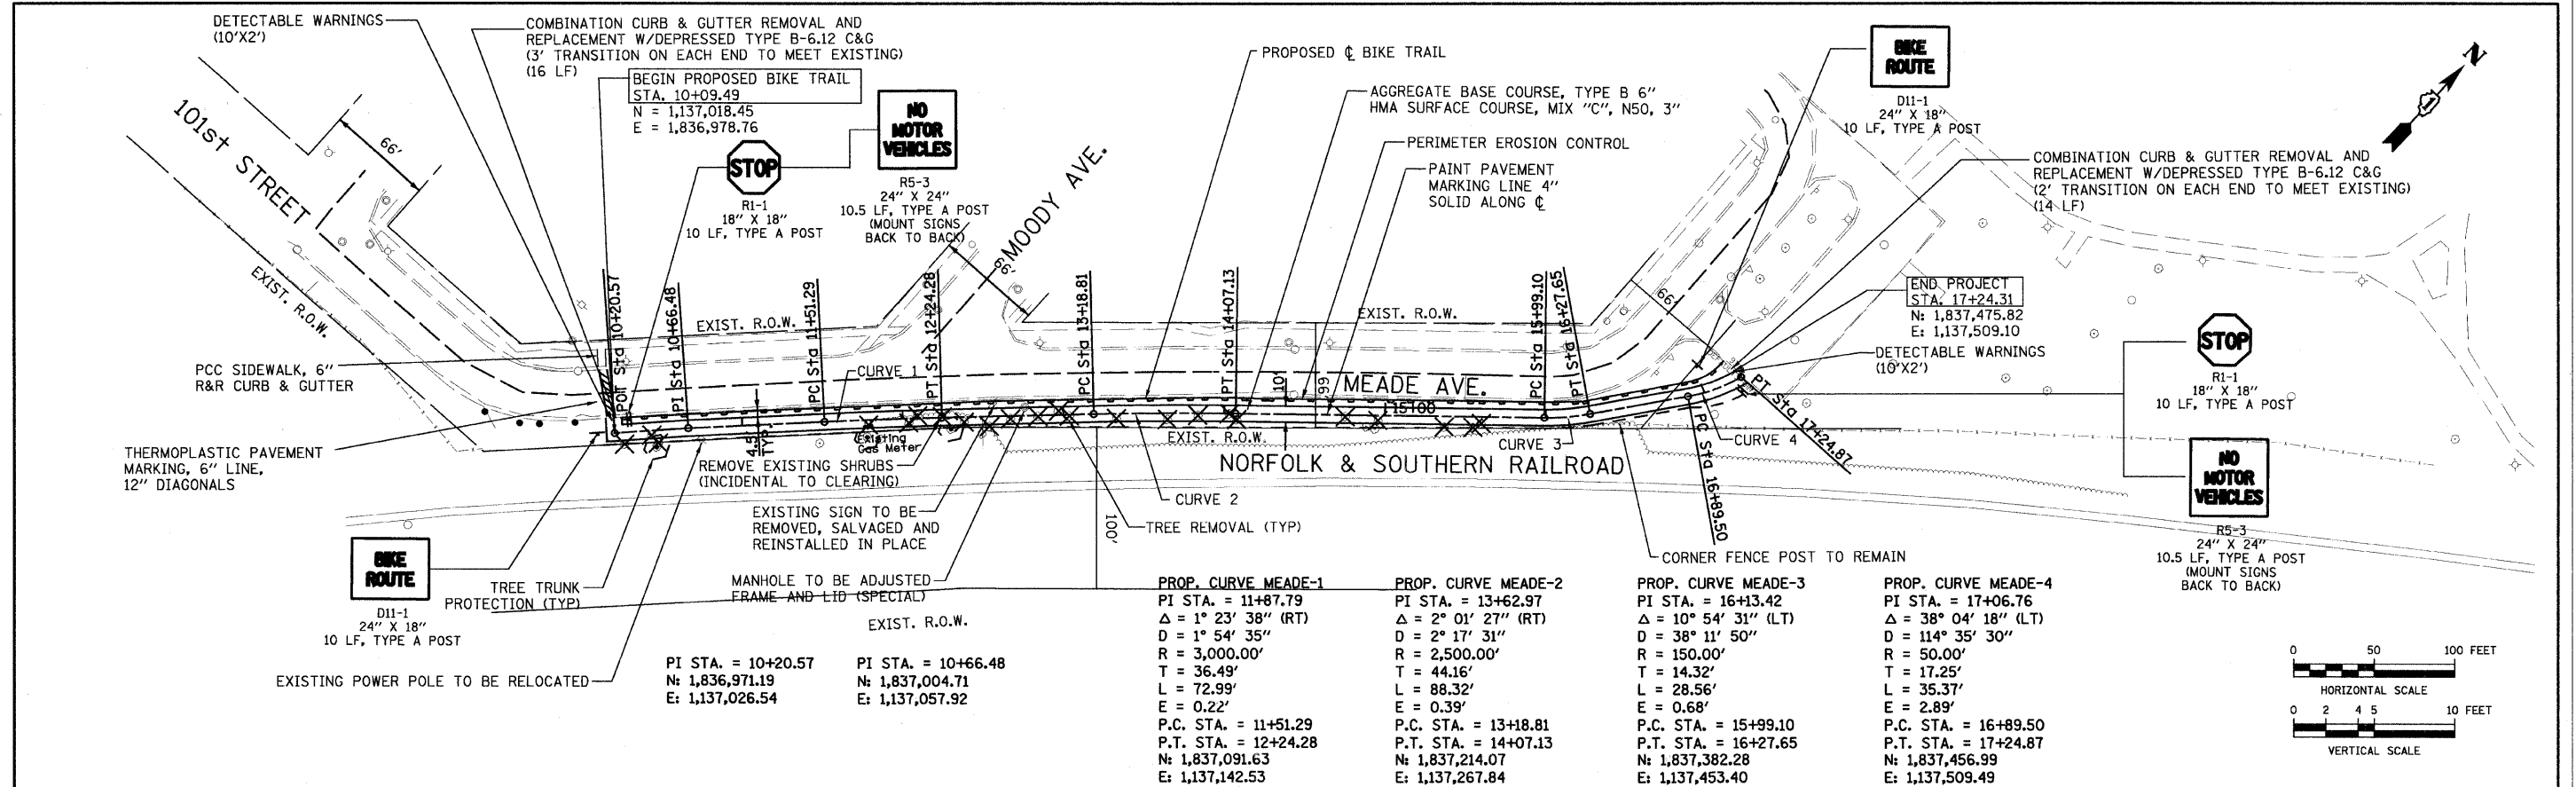 DETECTABLE WARNINGS
(10'X2')
COMBINATION CURB & GUTTER REMOVAL AND
REPLACEMENT W/DEPRESSED TYPE B-6.12 C&G
(3' TRANSITION ON EACH END TO MEET EXISTING)
(16 LF)
BEGIN PROPOSED BIKE TRAIL
STA. 10+09.49
N = 1,137,018.45
E = 1,836,978.76
STOP
R1-1
18" X 18"
10 LF, TYPE A POST
NO
MOTOR
VEHICLES
R5-3
24" X 24"
10.5 LF, TYPE A POST
(MOUNT SIGNS
BACK TO BACK)
PROPOSED ℄ BIKE TRAIL
AGGREGATE BASE COURSE, TYPE B 6"
HMA SURFACE COURSE, MIX "C", N50, 3"
PERIMETER EROSION CONTROL
PAINT PAVEMENT
MARKING LINE 4"
SOLID ALONG ℄
BIKE
ROUTE
D11-1
24" X 18"
10 LF, TYPE A POST
N
1
COMBINATION CURB & GUTTER REMOVAL AND
REPLACEMENT W/DEPRESSED TYPE B-6.12 C&G
(2' TRANSITION ON EACH END TO MEET EXISTING)
(14 LF)
101st STREET
66'
EXIST. R.O.W.
MOODY AVE.
66'
EXIST. R.O.W.
EXIST. R.O.W.
66'
END PROJECT
STA. 17+24.31
N: 1,837,475.82
E: 1,137,509.10
DETECTABLE WARNINGS
(10'X2')
STOP
R1-1
18" X 18"
10 LF, TYPE A POST
NO
MOTOR
VEHICLES
R5-3
24" X 24"
10.5 LF, TYPE A POST
(MOUNT SIGNS
BACK TO BACK)
POT Sta 10+20.57
PI Sta 10+66.48
PC Sta 11+51.29
PT Sta 12+24.28
PC Sta 13+18.81
PT Sta 14+07.13
PC Sta 15+99.10
PT Sta 16+27.65
PC Sta 16+89.50
PT Sta 17+24.87
PCC SIDEWALK, 6"
R&R CURB & GUTTER
CURVE 1
10'
66
MEADE AVE.
15+00
THERMOPLASTIC PAVEMENT
MARKING, 6" LINE,
12" DIAGONALS
4.5'
TYP.
Existing
Gas Meter
EXIST. R.O.W.
CURVE 3
CURVE 4
REMOVE EXISTING SHRUBS
(INCIDENTAL TO CLEARING)
NORFOLK & SOUTHERN RAILROAD
CURVE 2
EXISTING SIGN TO BE
REMOVED, SALVAGED AND
REINSTALLED IN PLACE
100'
TREE REMOVAL (TYP)
CORNER FENCE POST TO REMAIN
BIKE
ROUTE
D11-1
24" X 18"
10 LF, TYPE A POST
TREE TRUNK
PROTECTION (TYP)
MANHOLE TO BE ADJUSTED
FRAME AND LID (SPECIAL)
EXIST. R.O.W.
EXISTING POWER POLE TO BE RELOCATED
PI STA. = 10+20.57
N: 1,836,971.19
E: 1,137,026.54
PI STA. = 10+66.48
N: 1,837,004.71
E: 1,137,057.92
PROP. CURVE MEADE-1
PI STA. = 11+87.79
Δ = 1° 23' 38" (RT)
D = 1° 54' 35"
R = 3,000.00'
T = 36.49'
L = 72.99'
E = 0.22'
P.C. STA. = 11+51.29
P.T. STA. = 12+24.28
N: 1,837,091.63
E: 1,137,142.53
PROP. CURVE MEADE-2
PI STA. = 13+62.97
Δ = 2° 01' 27" (RT)
D = 2° 17' 31"
R = 2,500.00'
T = 44.16'
L = 88.32'
E = 0.39'
P.C. STA. = 13+18.81
P.T. STA. = 14+07.13
N: 1,837,214.07
E: 1,137,267.84
PROP. CURVE MEADE-3
PI STA. = 16+13.42
Δ = 10° 54' 31" (LT)
D = 38° 11' 50"
R = 150.00'
T = 14.32'
L = 28.56'
E = 0.68'
P.C. STA. = 15+99.10
P.T. STA. = 16+27.65
N: 1,837,382.28
E: 1,137,453.40
PROP. CURVE MEADE-4
PI STA. = 17+06.76
Δ = 38° 04' 18" (LT)
D = 114° 35' 30"
R = 50.00'
T = 17.25'
L = 35.37'
E = 2.89'
P.C. STA. = 16+89.50
P.T. STA. = 17+24.87
N: 1,837,456.99
E: 1,137,509.49
0 50 100 FEET
HORIZONTAL SCALE
0 2 4 5 10 FEET
VERTICAL SCALE